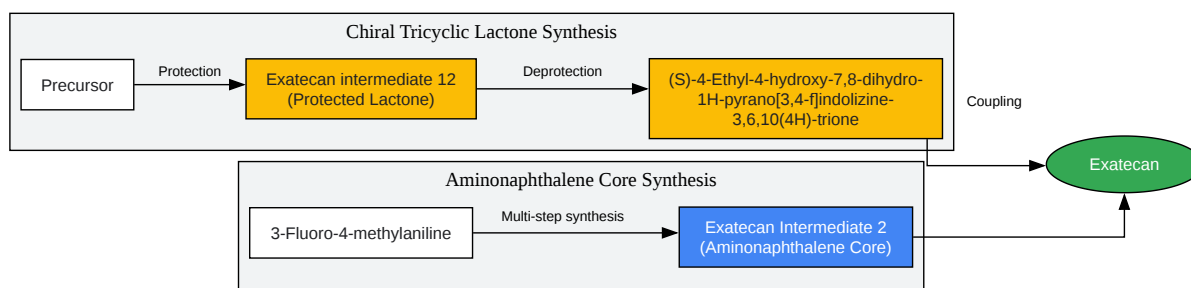 Chiral Tricyclic Lactone Synthesis
Precursor
Protection
Exatecan intermediate 12
(Protected Lactone)
Deprotection
(S)-4-Ethyl-4-hydroxy-7,8-dihydro-
1H-pyrano[3,4-f]indolizine-
3,6,10(4H)-trione
Coupling
Exatecan
Aminonaphthalene Core Synthesis
3-Fluoro-4-methylaniline
Multi-step synthesis
Exatecan Intermediate 2
(Aminonaphthalene Core)